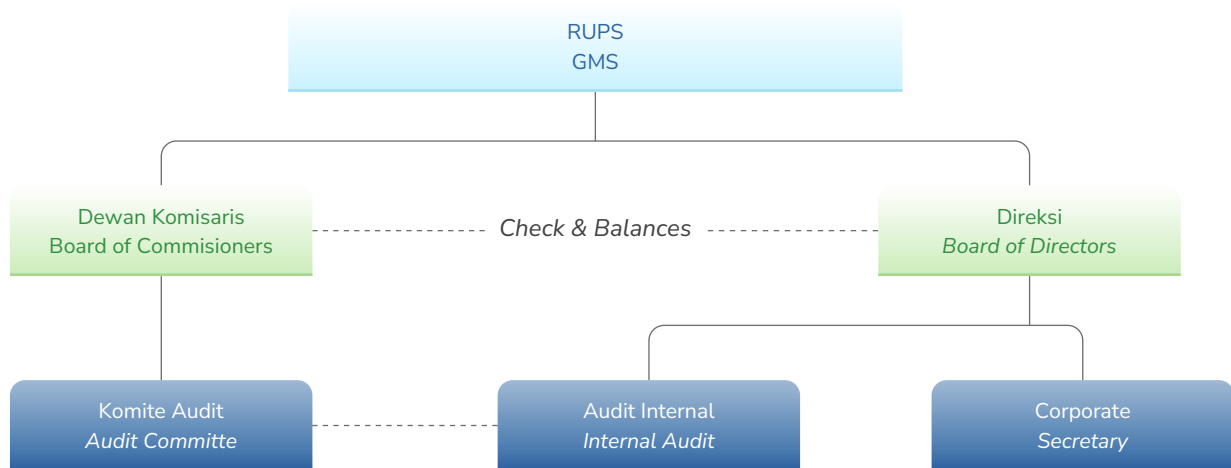 RUPS
GMS
Dewan Komisaris
Board of Commisioners
Check & Balances
Direksi
Board of Directors
Komite Audit
Audit Committe
Audit Internal
Internal Audit
Corporate
Secretary